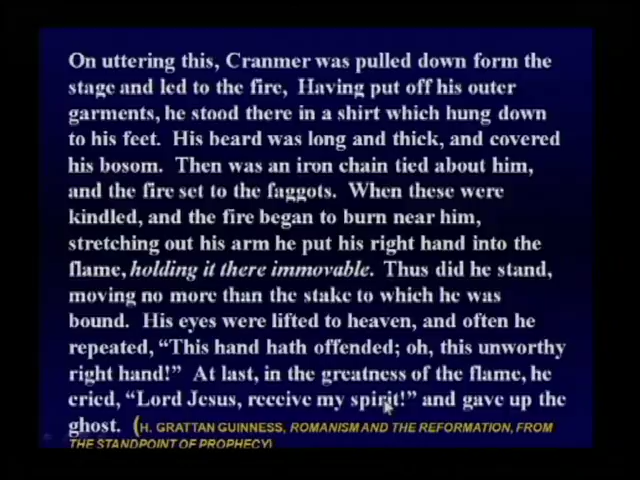 On uttering this, Cranmer was pulled down form the
stage and led to the fire, Having put off his outer
garments, he stood there in a shirt which hung down
to his feet. His beard was long and thick, and covered
his bosom. Then was an iron chain tied about him,
and the fire set to the faggots. When these were
kindled, and the fire began to burn near him,
stretching out his arm he put his right hand into the
flame, holding it there immovable. Thus did he stand,
moving no more than the stake to which he was
bound. His eyes were lifted to heaven, and often he
repeated, “This hand hath offended; oh, this unworthy
right hand!” At last, in the greatness of the flame, he
cried, “Lord Jesus, receive my spirit!” and gave up the
ghost. (H. GRATTAN GUINNESS, ROMANISM AND THE REFORMATION, FROM
THE STANDPOINT OF PROPHECY)